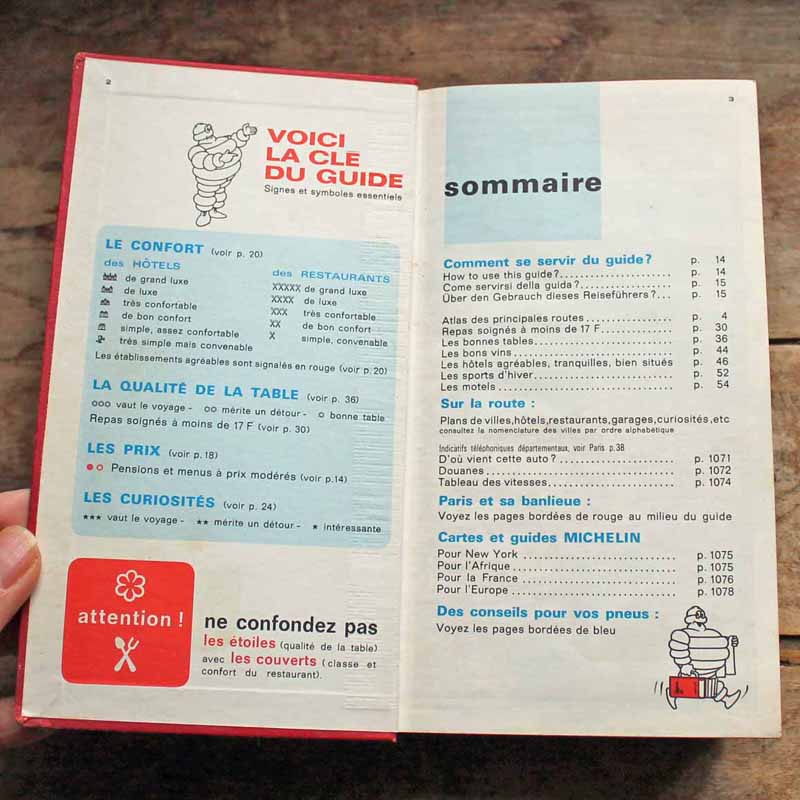 2
VOICI
LA CLÉ
DU GUIDE
Signes et symboles essentiels
LE CONFORT (voir p. 20)
des HÔTELS
de grand luxe
de luxe
très confortable
de bon confort
simple, assez confortable
très simple mais convenable
des RESTAURANTS
XXXXX de grand luxe
XXXX de luxe
XXX très confortable
XX de bon confort
X simple, convenable
Les établissements agréables sont signalés en rouge (voir p.20)
LA QUALITÉ DE LA TABLE (voir p. 36)
vaut le voyage - mérite un détour - bonne table
Repas soignés à moins de 17 F (voir p. 30)
LES PRIX (voir p.18)
Pensions et menus à prix modérés (voir p.14)
LES CURIOSITÉS (voir p. 24)
★★★ vaut le voyage - ★★ mérite un détour - ★ intéressante
attention !
ne confondez pas
les étoiles (qualité de la table)
avec les couverts (classe et
confort du restaurant).
3
sommaire
Comment se servir du guide ? p. 14
How to use this guide?....................... p. 14
Come servirsi della guida?................... p. 15
Über den Gebrauch dieses Reiseführers ?... p. 15
Atlas des principales routes................. p. 4
Repas soignés à moins de 17 F............... p. 30
Les bonnes tables........................... p. 36
Les bons vins............................... p. 44
Les hôtels agréables, tranquilles, bien situés p. 46
Les sports d'hiver.......................... p. 52
Les motels.................................. p. 54
Sur la route :
Plans de villes, hôtels, restaurants, garages, curiosités, etc
consultez la nomenclature des villes par ordre alphabétique
Indicatifs téléphoniques départementaux, voir Paris p.38
D'où vient cette auto ?..................... p. 1071
Douanes..................................... p. 1072
Tableau des vitesses........................ p. 1074
Paris et sa banlieue :
Voyez les pages bordées de rouge au milieu du guide
Cartes et guides MICHELIN
Pour New York .............................. p. 1075
Pour l'Afrique.............................. p. 1075
Pour la France ............................. p. 1076
Pour l'Europe .............................. p. 1078
Des conseils pour vos pneus :
Voyez les pages bordées de bleu